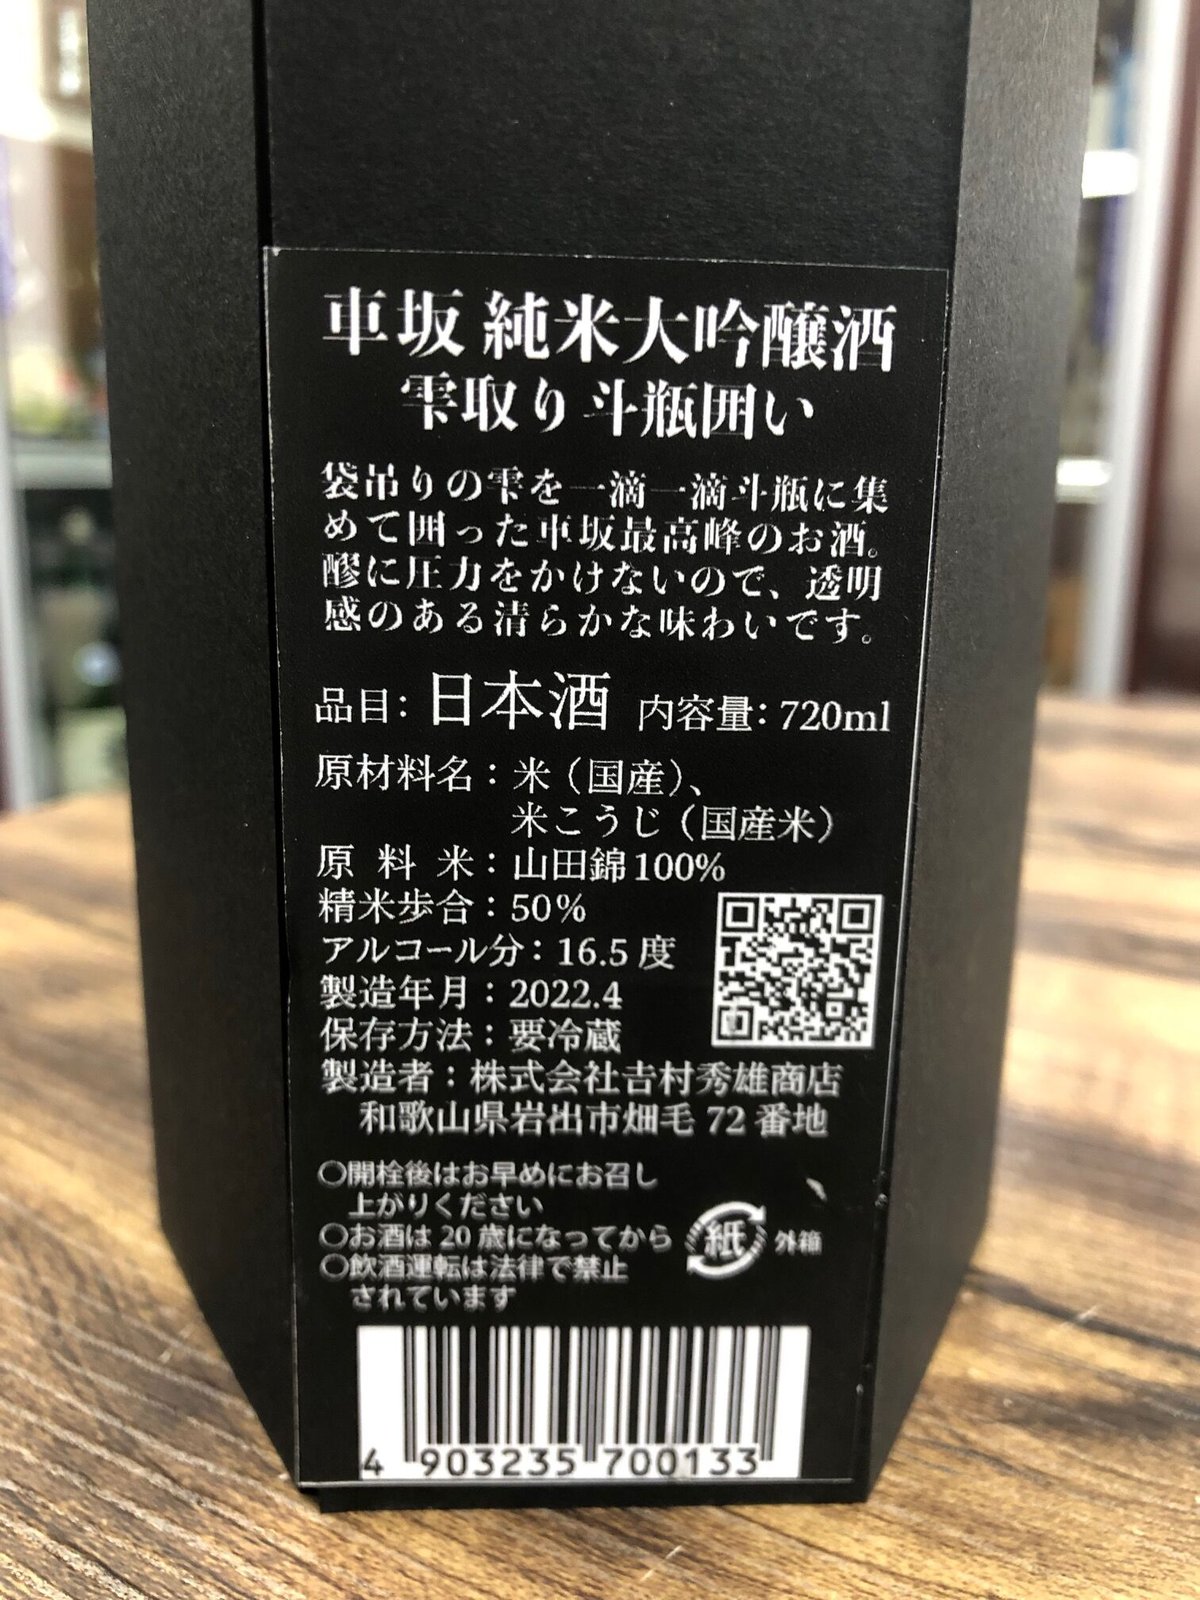 車坂 純米大吟醸酒
雫取り 斗瓶囲い
袋吊りの雫を一滴一滴斗瓶に集
めて囲った車坂最高峰のお酒。
醪に圧力をかけないので、透明
感のある清らかな味わいです。
品目: 日本酒 内容量: 720ml
原材料名：米（国産）、
米こうじ（国産米）
原 料 米：山田錦100%
精米歩合：50%
アルコール分：16.5 度
製造年月：2022.4
保存方法：要冷蔵
製造者：株式会社𠮷村秀雄商店
和歌山県岩出市畑毛 72 番地
○開栓後はお早めにお召し
上がりください
○お酒は 20 歳になってから
○飲酒運転は法律で禁止
されています
紙 外箱
4 903235 700133